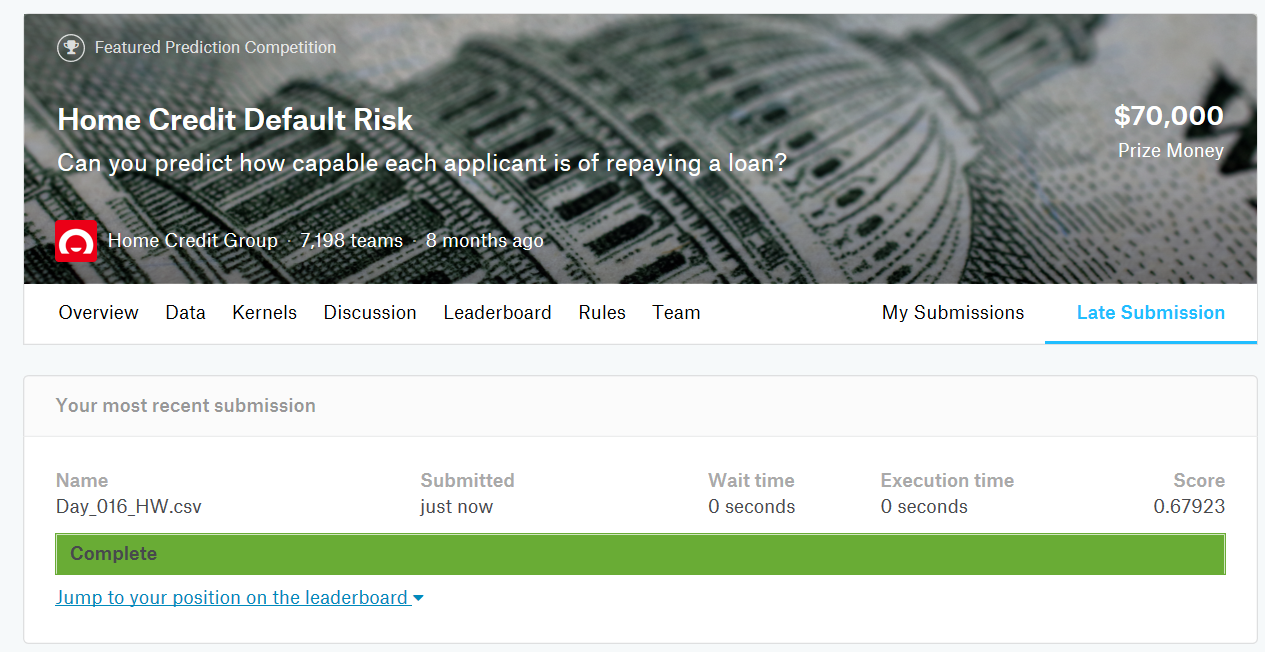 Featured Prediction Competition
Home Credit Default Risk
$70,000
Can you predict how capable each applicant is of repaying a loan?
Prize Money
Home Credit Group · 7,198 teams · 8 months ago
Overview Data Kernels Discussion Leaderboard Rules Team My Submissions Late Submission
Your most recent submission
Name Submitted Wait time Execution time Score
Day_016_HW.csv just now 0 seconds 0 seconds 0.67923
Complete
Jump to your position on the leaderboard